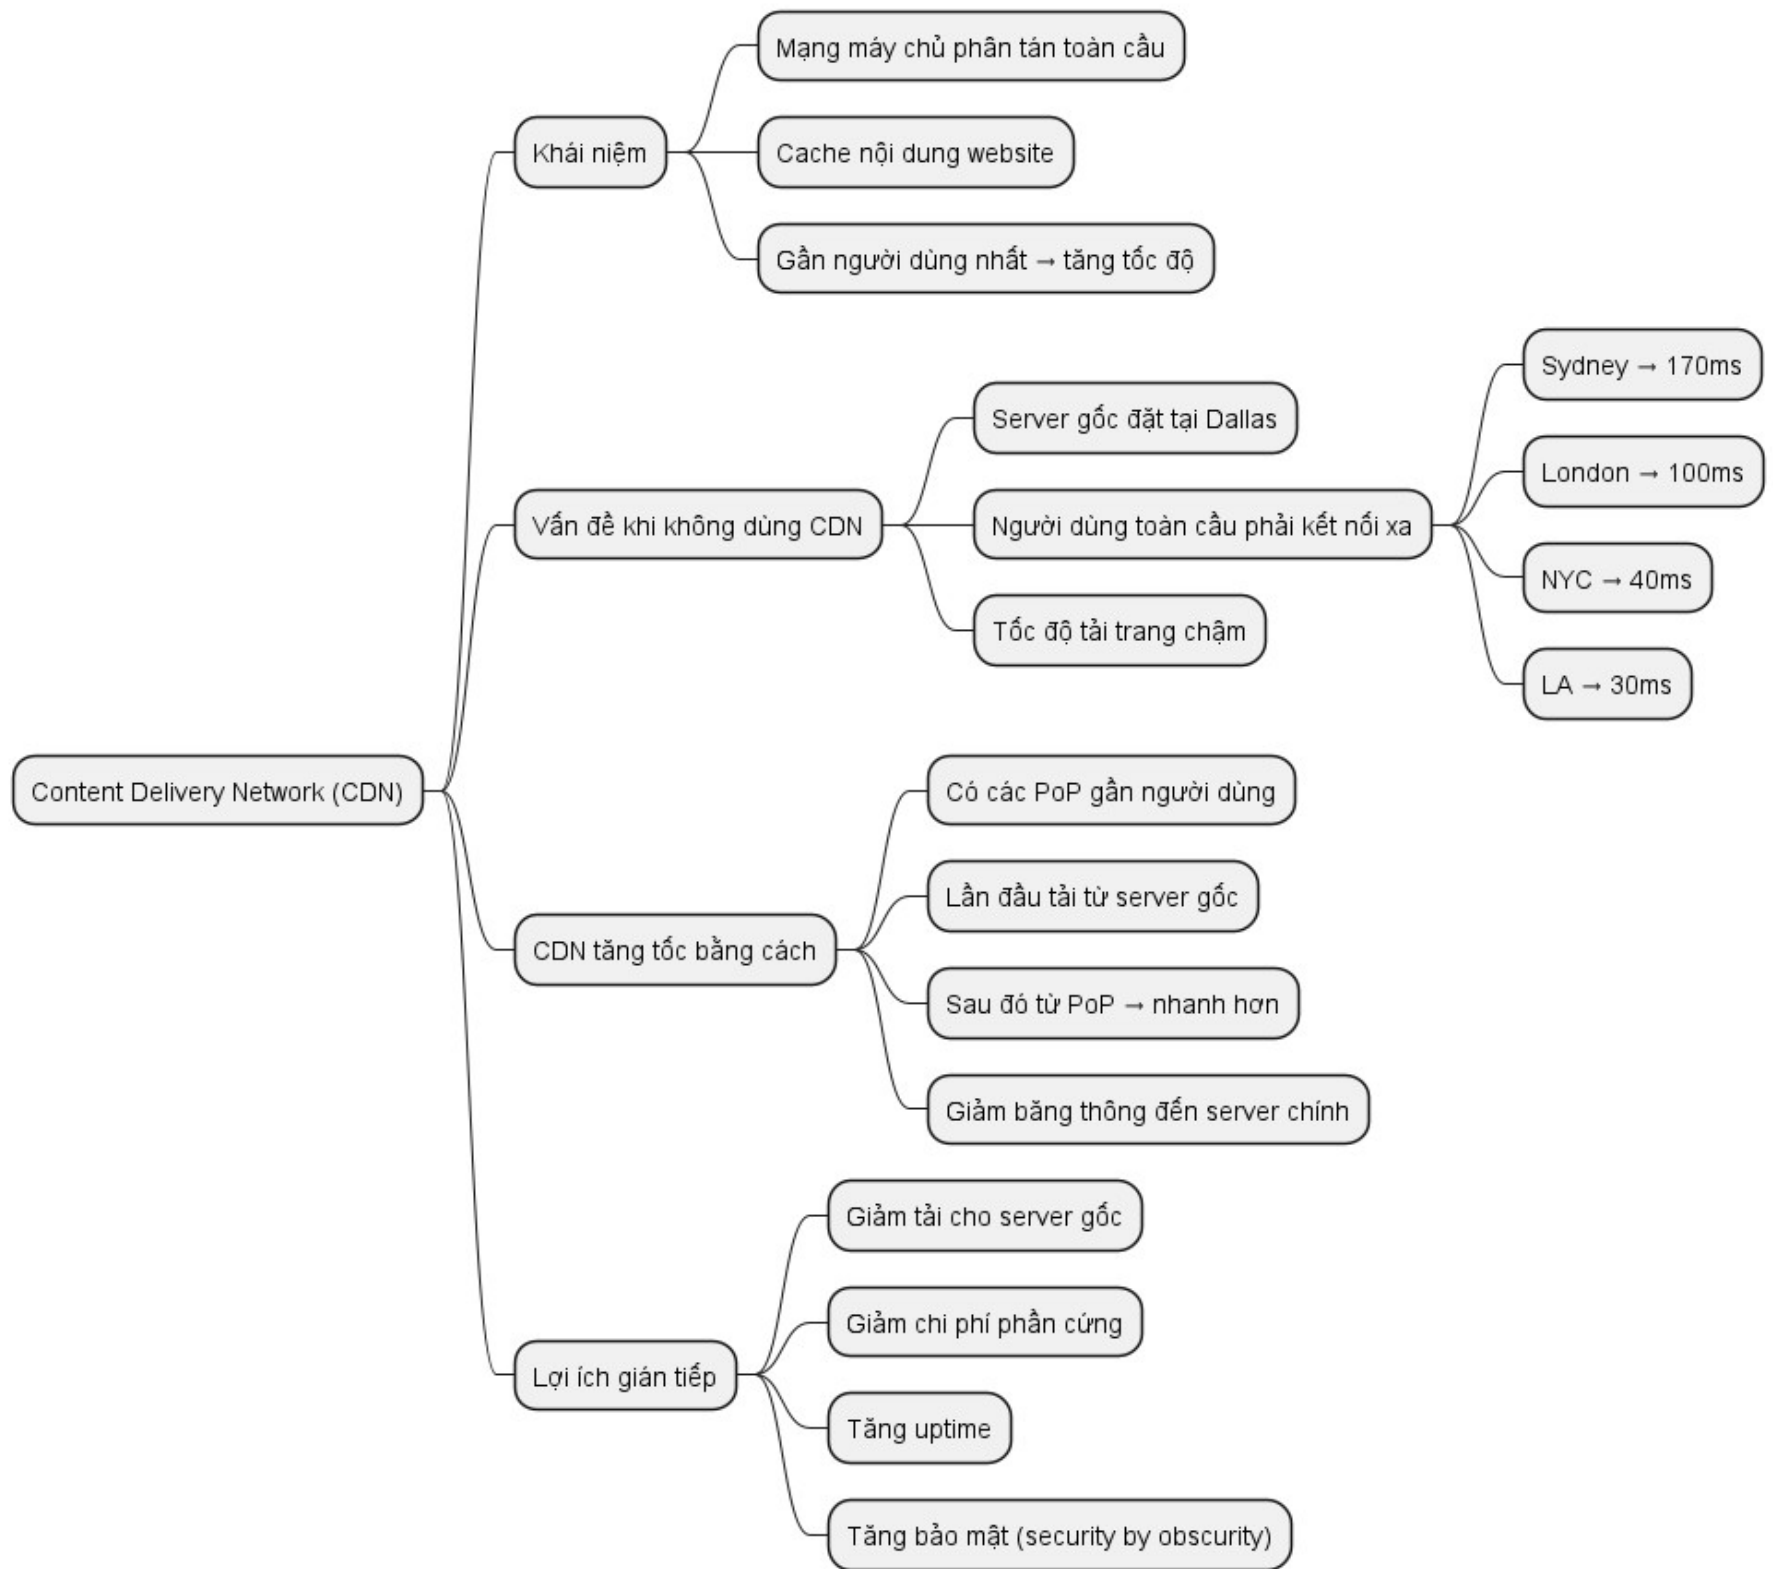 Content Delivery Network (CDN)
Khái niệm
Mạng máy chủ phân tán toàn cầu
Cache nội dung website
Gần người dùng nhất → tăng tốc độ
Vấn đề khi không dùng CDN
Server gốc đặt tại Dallas
Người dùng toàn cầu phải kết nối xa
Sydney → 170ms
London → 100ms
NYC → 40ms
LA → 30ms
Tốc độ tải trang chậm
CDN tăng tốc bằng cách
Có các PoP gần người dùng
Lần đầu tải từ server gốc
Sau đó từ PoP → nhanh hơn
Giảm băng thông đến server chính
Lợi ích gián tiếp
Giảm tải cho server gốc
Giảm chi phí phần cứng
Tăng uptime
Tăng bảo mật (security by obscurity)